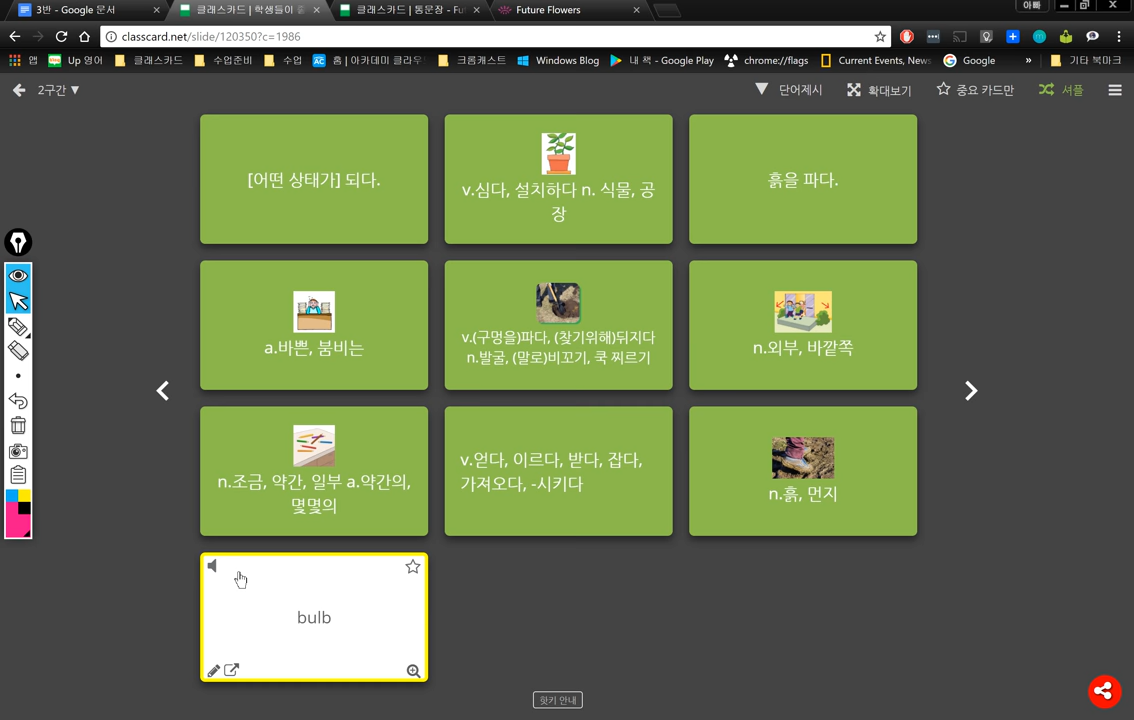 3반 - Google 문서
클래스카드 | 학생들이
클래스카드 | 통문장 - Fu
Future Flowers
아빠
classcard.net/slide/120350?c=1986
앱
Up 영어
클래스카드
수업준비
수업
홈 | 아카데미 클라우
크롬캐스트
Windows Blog
내 책 - Google Play
chrome://flags
Current Events, News
Google
»
기타 북마크
2구간 ▼
단어제시
확대보기
중요 카드만
셔플
[어떤 상태가] 되다.
v.심다, 설치하다 n. 식물, 공
장
흙을 파다.
a.바쁜, 붐비는
v.(구멍을)파다, (찾기위해)뒤지다
n.발굴, (말로)비꼬기, 쿡 찌르기
n.외부, 바깥쪽
n.조금, 약간, 일부 a.약간의,
몇몇의
v.얻다, 이르다, 받다, 잡다,
가져오다, -시키다
n.흙, 먼지
bulb
핫키 안내